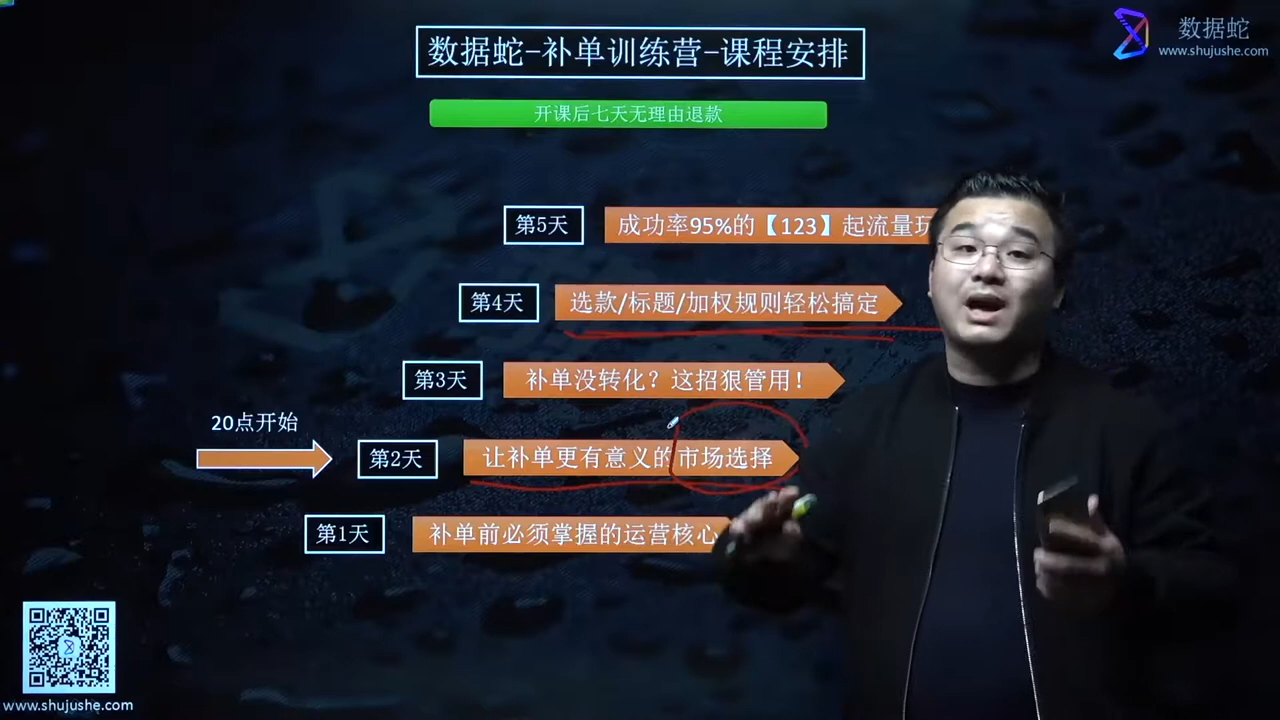 数据蛇-补单训练营-课程安排
数据蛇
www.shujushe.com
开课后七天无理由退款
第5天
成功率95%的【123】起流量玩
第4天
选款/标题/加权规则轻松搞定
第3天
补单没转化？这招狠管用！
20点开始
第2天
让补单更有意义的市场选择
第1天
补单前必须掌握的运营核心
www.shujushe.com